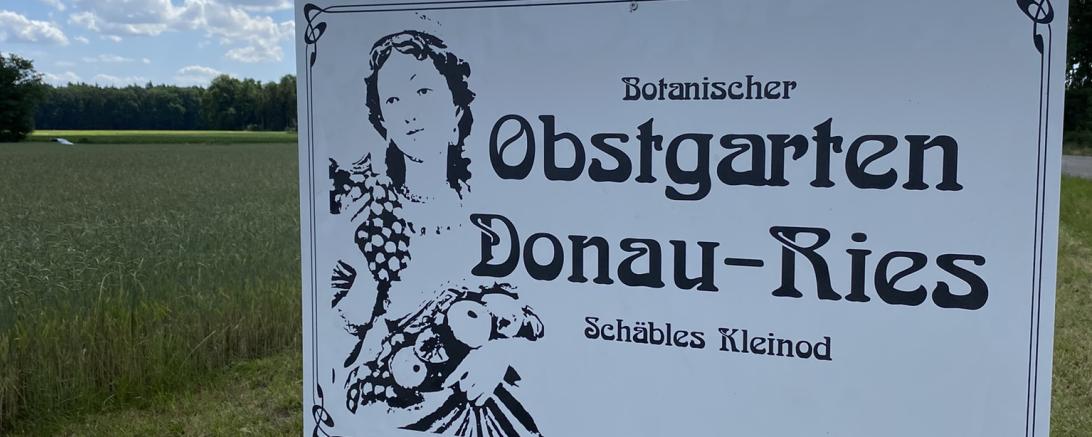 Botanischer
Obstgarten
Donau-Ries
Schäbles Kleinod